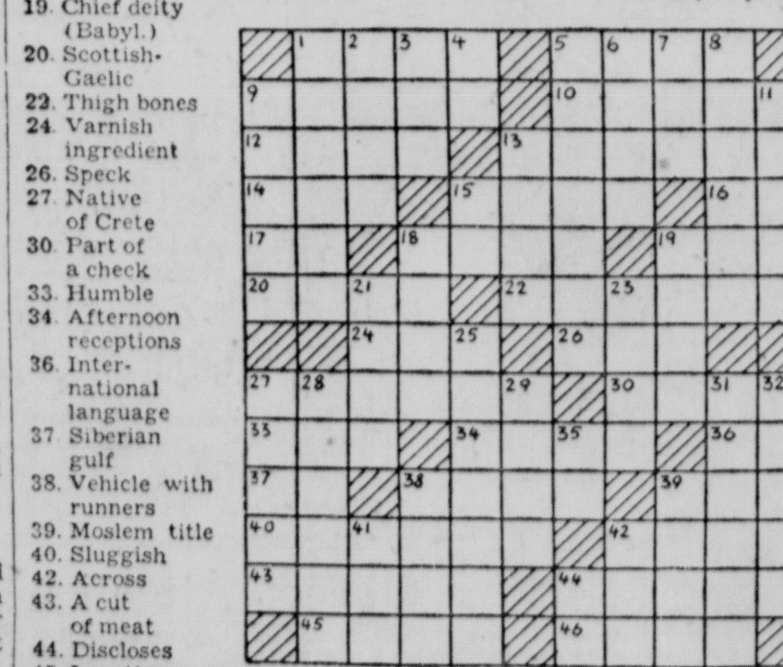 19. Chief deity
(Babyl.)
20. Scottish-
Gaelic
22. Thigh bones
24. Varnish
ingredient
26. Speck
27. Native
of Crete
30. Part of
a check
33. Humble
34. Afternoon
receptions
36. Inter-
national
language
37. Siberian
gulf
38. Vehicle with
runners
39. Moslem title
40. Sluggish
42. Across
43. A cut
of meat
44. Discloses
1 2 3 4 5 6 7 8
9 10 11
12 13
14 15 16
17 18 19
20 21 22 23
24 25 26
27 28 29 30 31 32
33 34 35 36
37 38 39
40 41 42
43 44
45 46